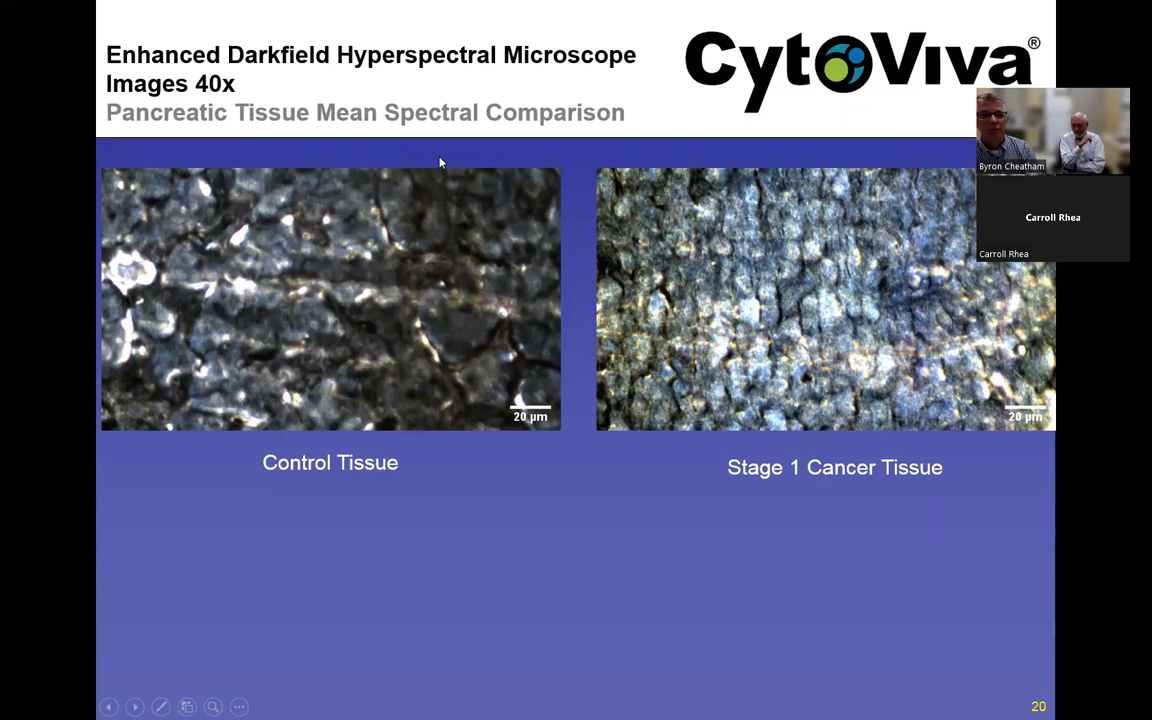 Enhanced Darkfield Hyperspectral Microscope
Images 40x
Pancreatic Tissue Mean Spectral Comparison
CytoViva®
Byron Cheatham
Carroll Rhea
Carroll Rhea
20 μm
20 μm
Control Tissue
Stage 1 Cancer Tissue
20